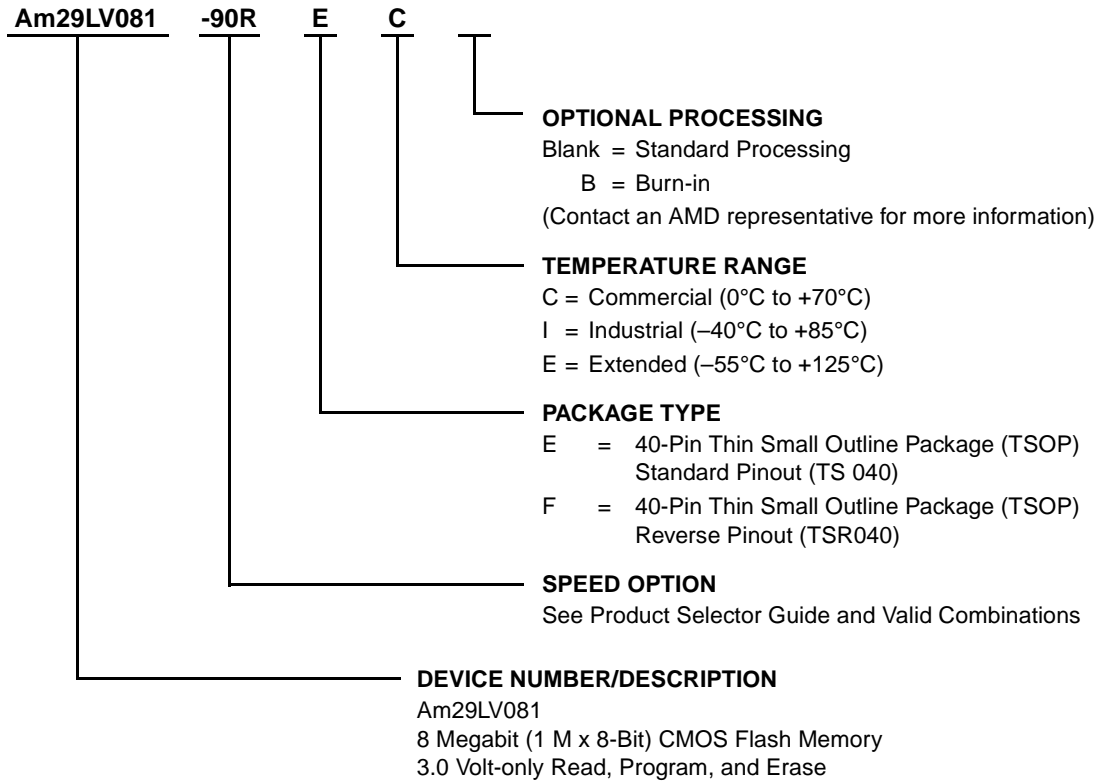 Am29LV081 -90R E C
OPTIONAL PROCESSING
Blank = Standard Processing
B = Burn-in
(Contact an AMD representative for more information)
TEMPERATURE RANGE
C = Commercial (0°C to +70°C)
I = Industrial (–40°C to +85°C)
E = Extended (–55°C to +125°C)
PACKAGE TYPE
E = 40-Pin Thin Small Outline Package (TSOP)
Standard Pinout (TS 040)
F = 40-Pin Thin Small Outline Package (TSOP)
Reverse Pinout (TSR040)
SPEED OPTION
See Product Selector Guide and Valid Combinations
DEVICE NUMBER/DESCRIPTION
Am29LV081
8 Megabit (1 M x 8-Bit) CMOS Flash Memory
3.0 Volt-only Read, Program, and Erase